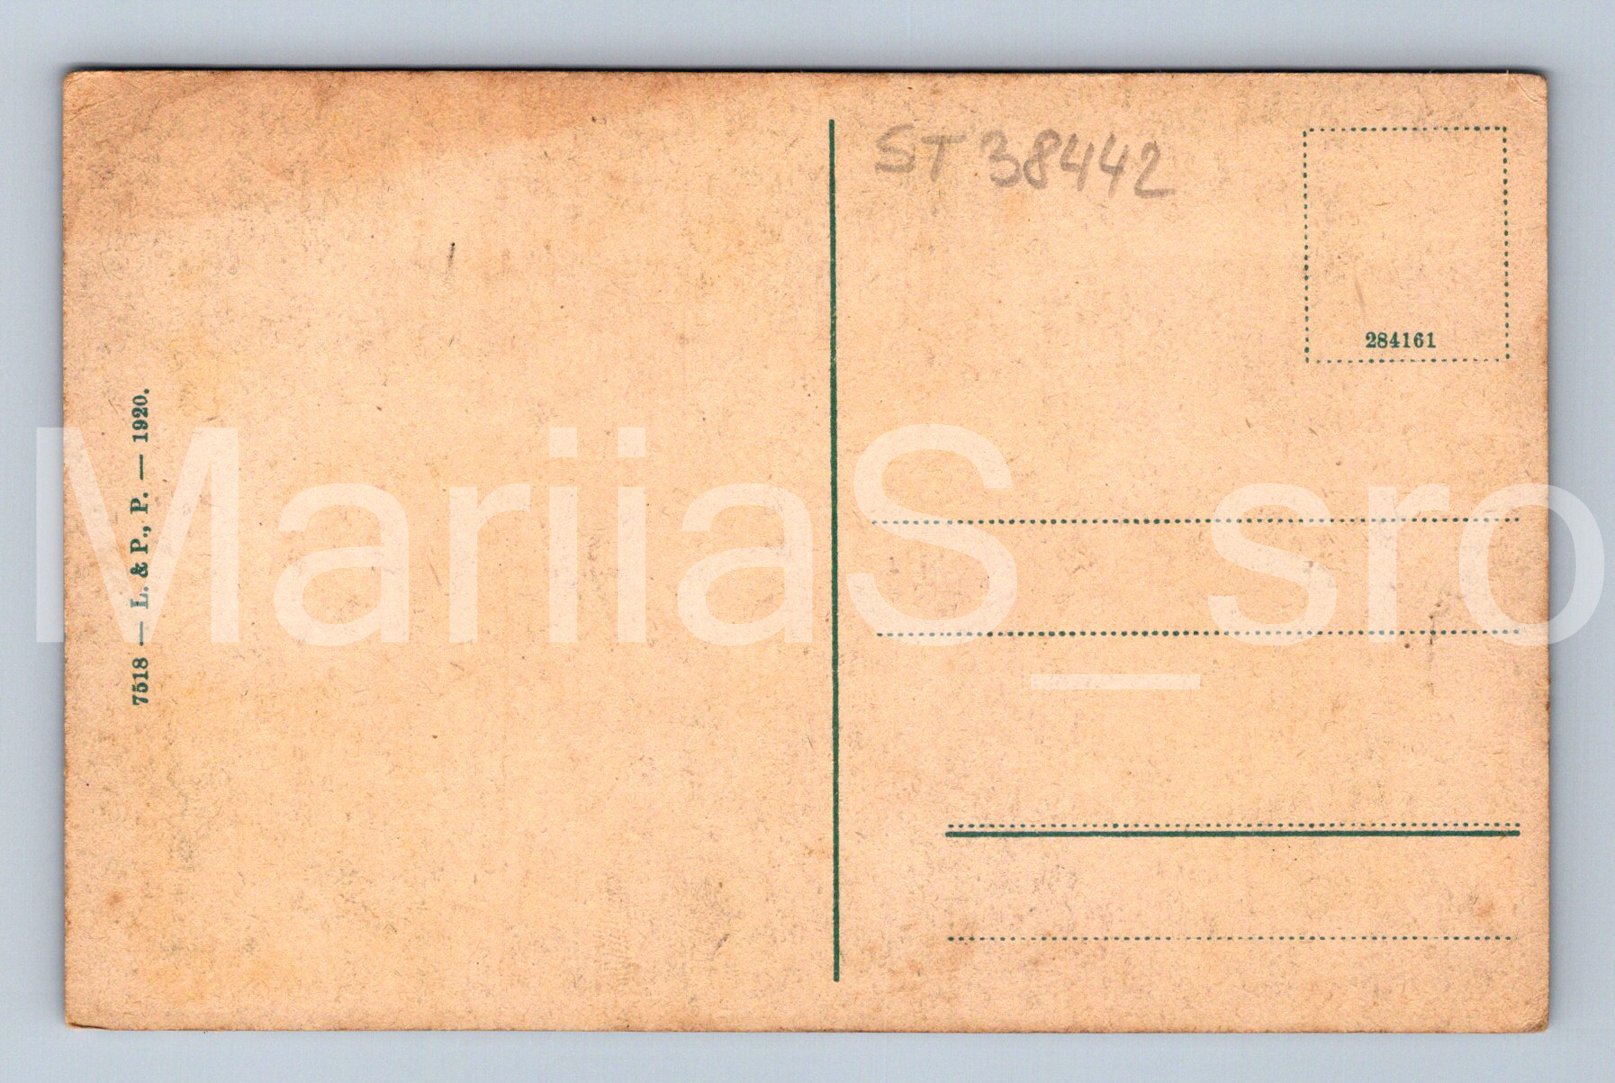 ST 38442
284161
7518 — L. & P., P. — 1920.
MariiaS_sro